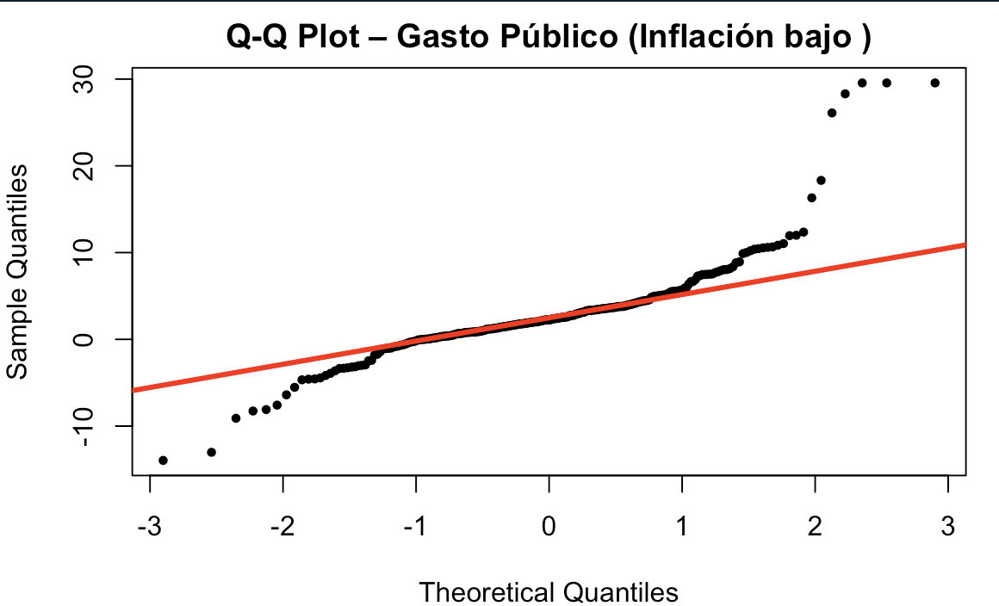 Q-Q Plot – Gasto Público (Inflación bajo )
30
20
10
0
-10
Sample Quantiles
-3 -2 -1 0 1 2 3
Theoretical Quantiles